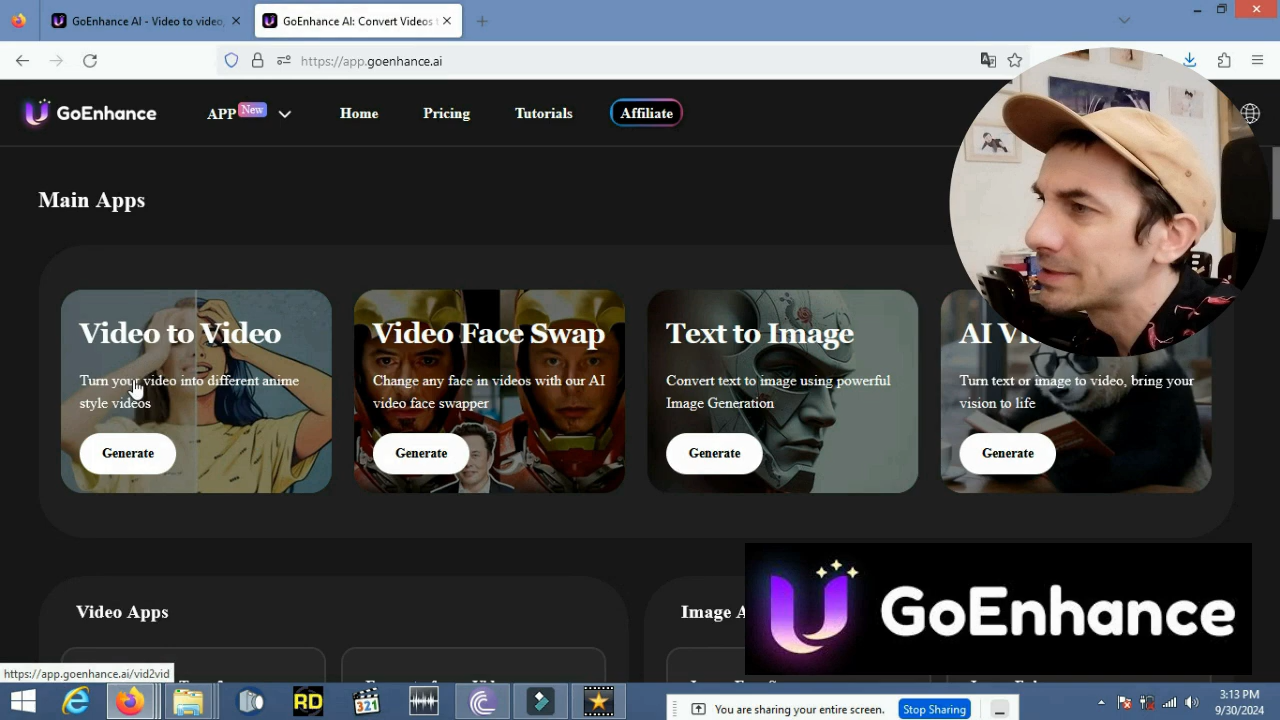 GoEnhance AI - Video to video,
GoEnhance AI: Convert Videos t
https://app.goenhance.ai
GoEnhance
APP New
Home
Pricing
Tutorials
Affiliate
Main Apps
Video to Video
Turn your video into different anime
style videos
Generate
Video Face Swap
Change any face in videos with our AI
video face swapper
Generate
Text to Image
Convert text to image using powerful
Image Generation
Generate
AI Vi
Turn text or image to video, bring your
vision to life
Generate
Video Apps
Image A
GoEnhance
https://app.goenhance.ai/vid2vid
RD
321
You are sharing your entire screen.
Stop Sharing
3:13 PM
9/30/2024